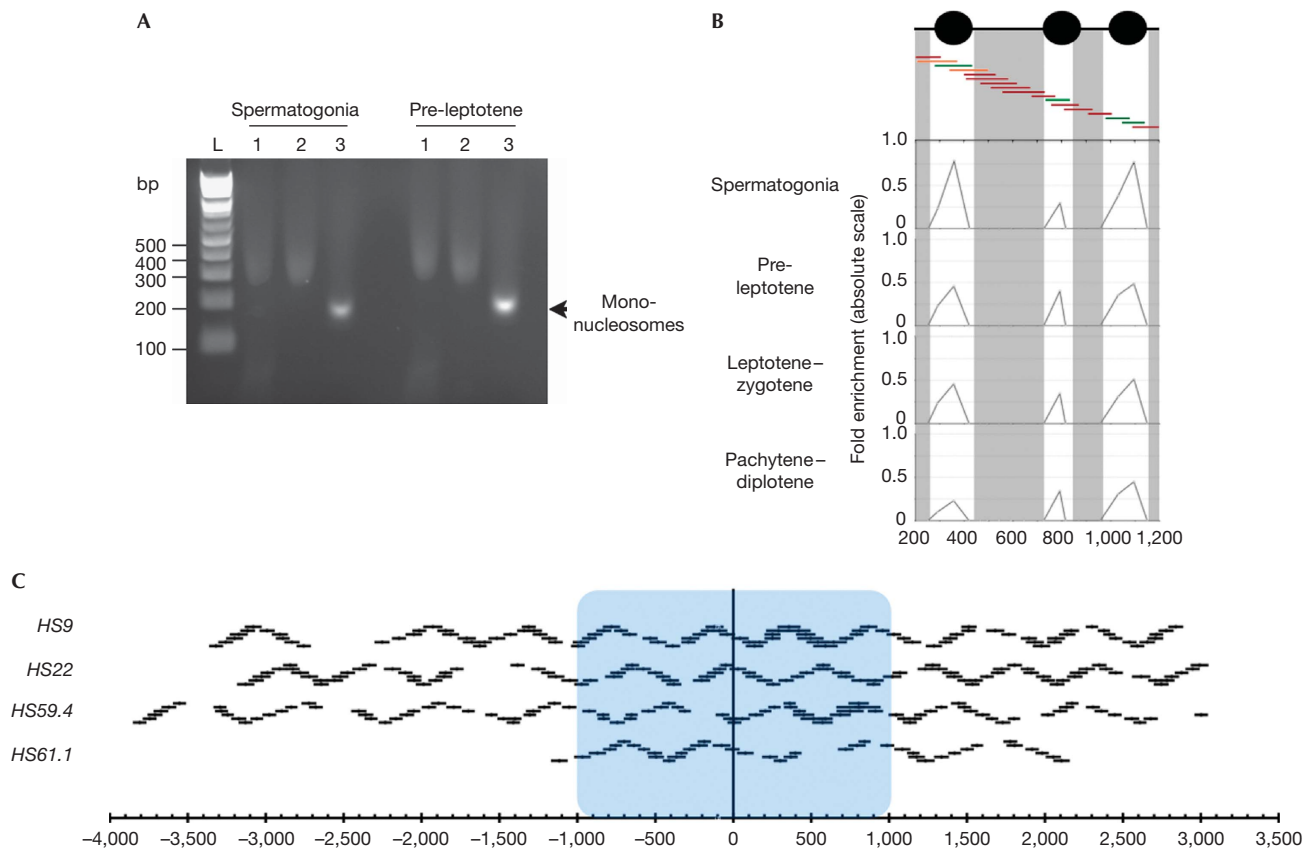 A
Spermatogonia Pre-leptotene
L 1 2 3 1 2 3
bp
500
400
300
200
100
Mono-
nucleosomes
B
Spermatogonia
Pre-
leptotene
Leptotene–
zygotene
Pachytene–
diplotene
Fold enrichment (absolute scale)
1.0
0.5
0
1.0
0.5
0
1.0
0.5
0
1.0
0.5
0
200 400 600 800 1,000 1,200
C
HS9
HS22
HS59.4
HS61.1
–4,000 –3,500 –3,000 –2,500 –2,000 –1,500 –1,000 –500 0 500 1,000 1,500 2,000 2,500 3,000 3,500